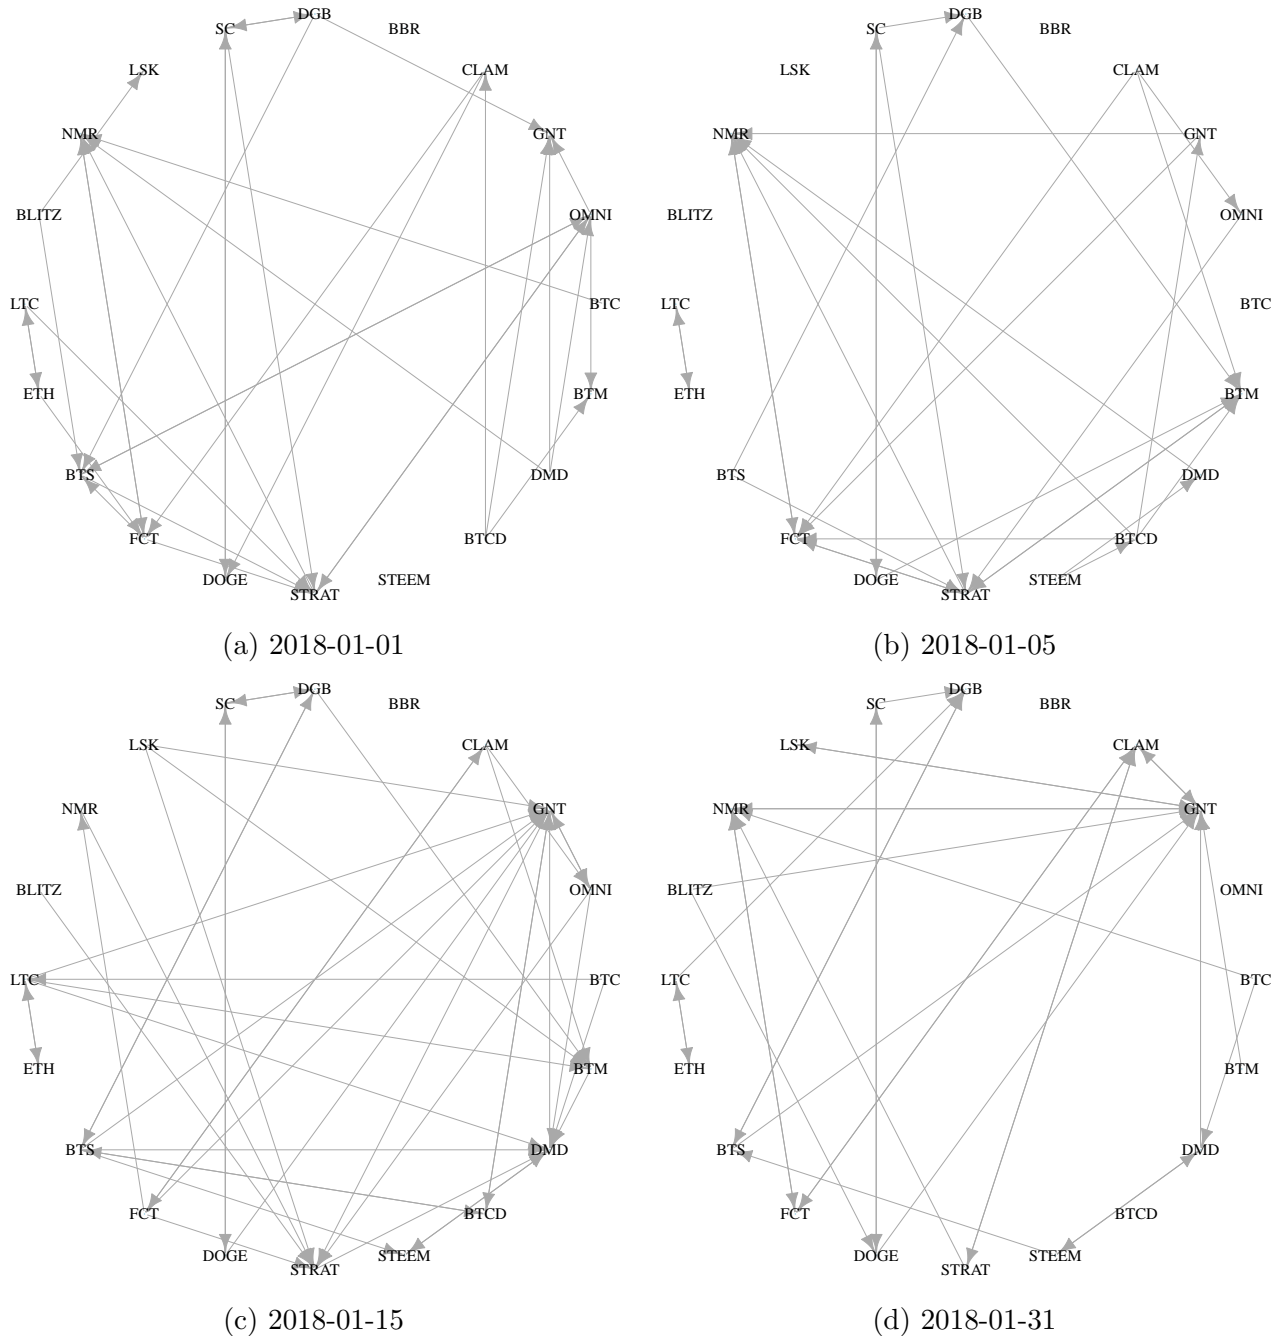 DGB
SC BBR
LSK CLAM
NMR GNT
BLITZ OMNI
LTC BTC
ETH BTM
BTS DMD
FCT BTCD
DOGE STEEM
STRAT
(a) 2018-01-01
DGB
SC BBR
LSK CLAM
NMR GNT
BLITZ OMNI
LTC BTC
ETH BTM
BTS DMD
FCT BTCD
DOGE STEEM
STRAT
(b) 2018-01-05
DGB
SC BBR
LSK CLAM
NMR GNT
BLITZ OMNI
LTC BTC
ETH BTM
BTS DMD
FCT BTCD
DOGE STEEM
STRAT
(c) 2018-01-15
DGB
SC BBR
LSK CLAM
NMR GNT
BLITZ OMNI
LTC BTC
ETH BTM
BTS DMD
FCT BTCD
DOGE STEEM
STRAT
(d) 2018-01-31